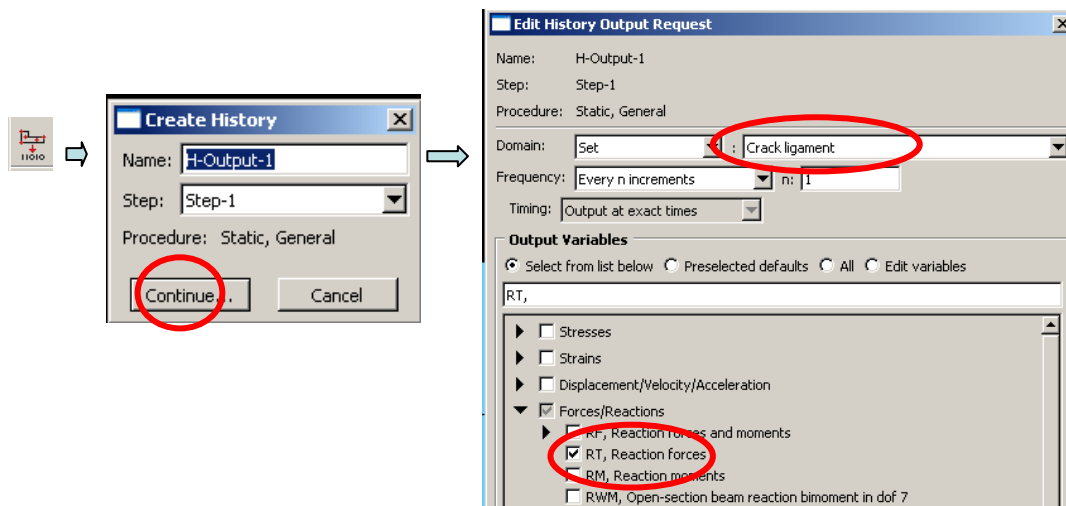 11010
Create History
Name: H-Output-1
Step: Step-1
Procedure: Static, General
Continue...
Cancel
Edit History Output Request
Name: H-Output-1
Step: Step-1
Procedure: Static, General
Domain: Set : Crack ligament
Frequency: Every n increments n: 1
Timing: Output at exact times
Output Variables
Select from list below Preselected defaults All Edit variables
RT,
Stresses
Strains
Displacement/Velocity/Acceleration
Forces/Reactions
RF, Reaction forces and moments
RT, Reaction forces
RM, Reaction moments
RWM, Open-section beam reaction bimoment in dof 7